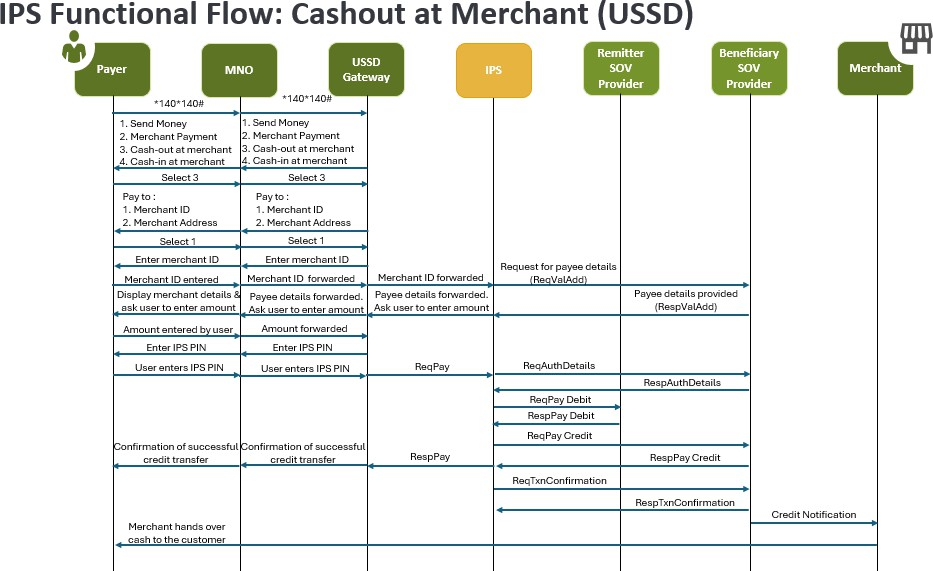 IPS Functional Flow: Cashout at Merchant (USSD)
Payer
MNO
USSD
Gateway
IPS
Remitter
SOV
Provider
Beneficiary
SOV
Provider
Merchant
*140*140#
*140*140#
1. Send Money
2. Merchant Payment
3. Cash-out at merchant
4. Cash-in at merchant
1. Send Money
2. Merchant Payment
3. Cash-out at merchant
4. Cash-in at merchant
Select 3
Select 3
Pay to :
1. Merchant ID
2. Merchant Address
Pay to :
1. Merchant ID
2. Merchant Address
Select 1
Select 1
Enter merchant ID
Enter merchant ID
Merchant ID entered
Merchant ID forwarded
Merchant ID forwarded
Request for payee details
(ReqValAdd)
Display merchant details &
ask user to enter amount
Payee details forwarded.
Ask user to enter amount
Payee details forwarded.
Ask user to enter amount
Payee details provided
(RespValAdd)
Amount entered by user
Amount forwarded
Enter IPS PIN
Enter IPS PIN
User enters IPS PIN
User enters IPS PIN
ReqPay
ReqAuthDetails
RespAuthDetails
ReqPay Debit
RespPay Debit
ReqPay Credit
Confirmation of successful
credit transfer
Confirmation of successful
credit transfer
RespPay
RespPay Credit
ReqTxnConfirmation
RespTxnConfirmation
Credit Notification
Merchant hands over
cash to the customer